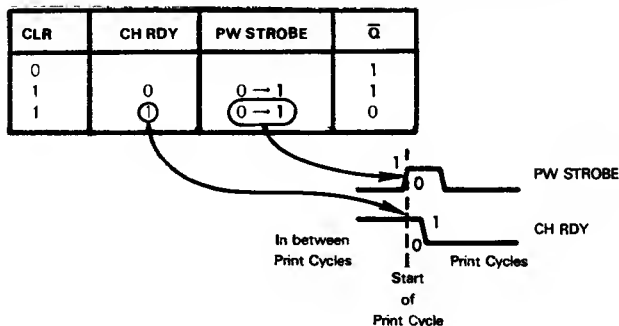 CLR CH RDY PW STROBE Q̅
0 1
1 0 0 → 1 1
1 1 0 → 1 0
1 0 PW STROBE
1 0 CH RDY
In between Print Cycles
Print Cycles
Start
of
Print Cycle